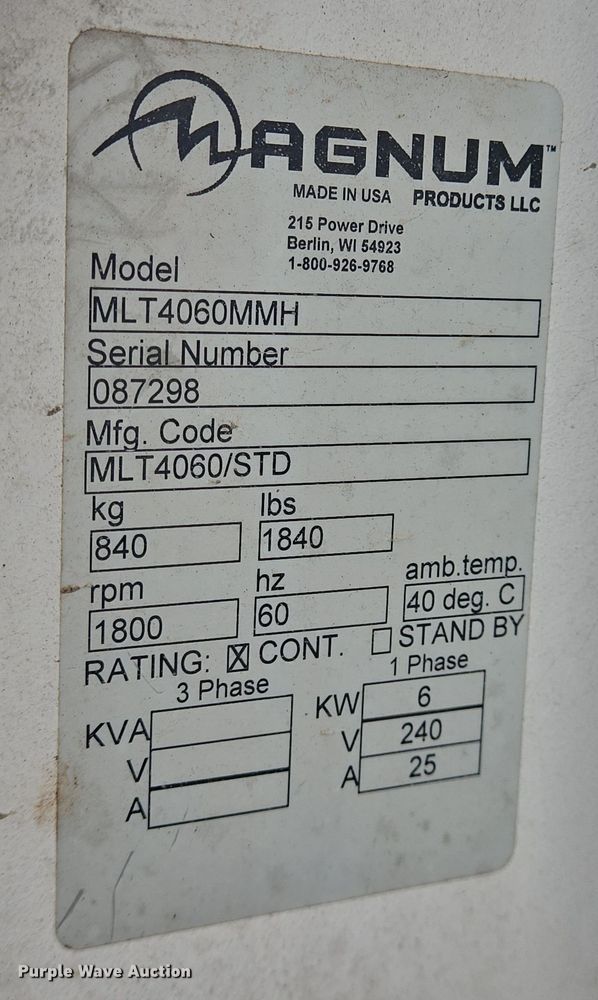 MAGNUM™
MADE IN USA PRODUCTS LLC
215 Power Drive
Berlin, WI 54923
1-800-926-9768
Model
MLT4060MMH
Serial Number
087298
Mfg. Code
MLT4060/STD
kg lbs
840 1840
rpm hz amb.temp.
1800 60 40 deg. C
RATING: ☒ CONT. ☐ STAND BY
3 Phase 1 Phase
KVA KW 6
V V 240
A A 25
Purple Wave Auction